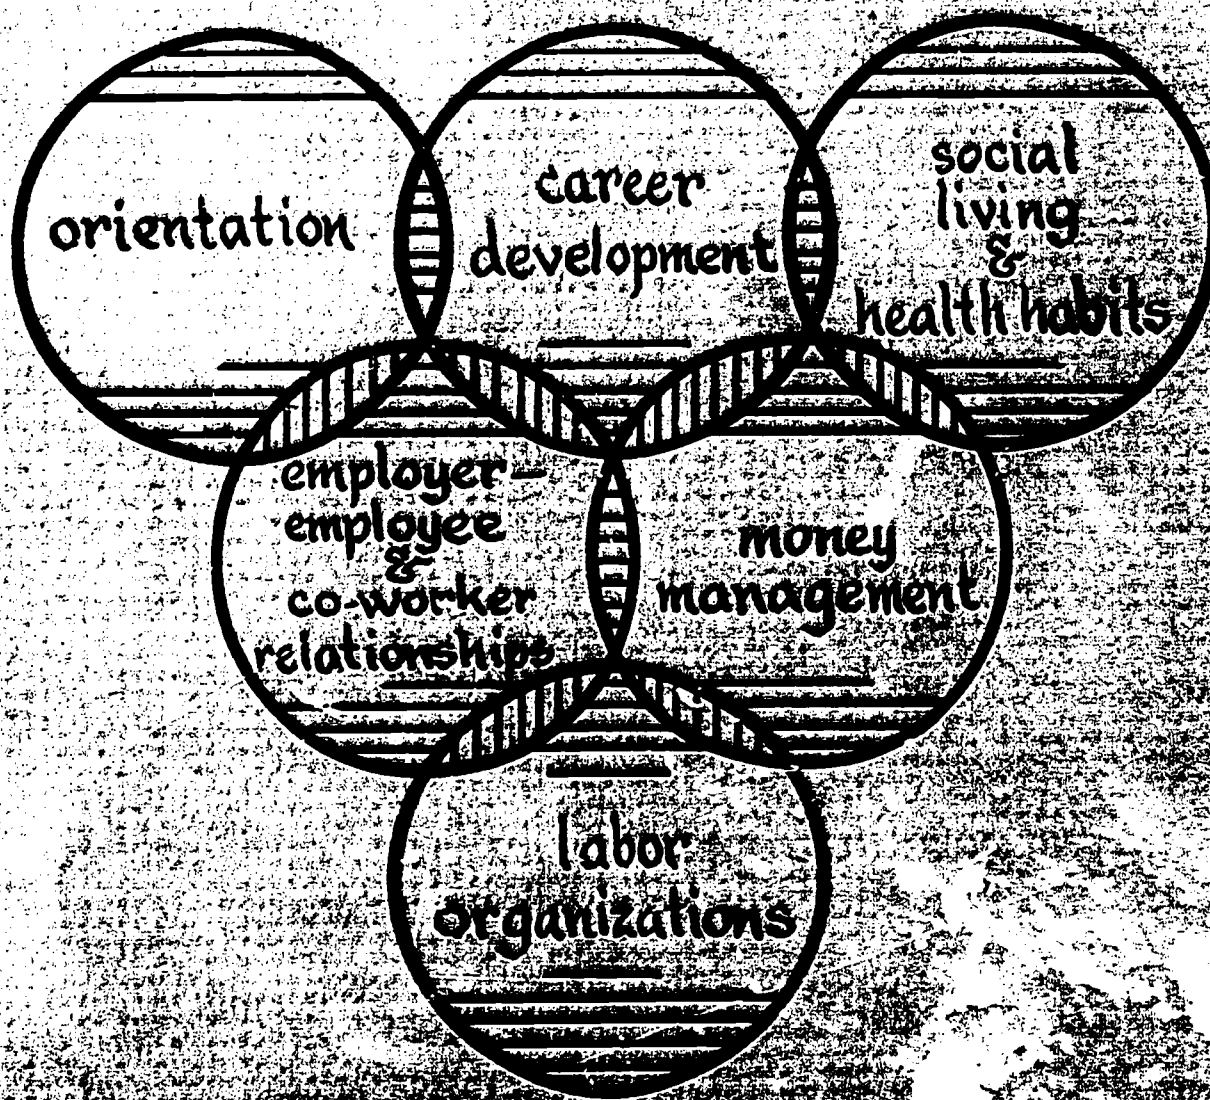 orientation
career
development
social
living
&
health habits
employer-
employee
&
co-worker
relationships
money
management
labor
organizations